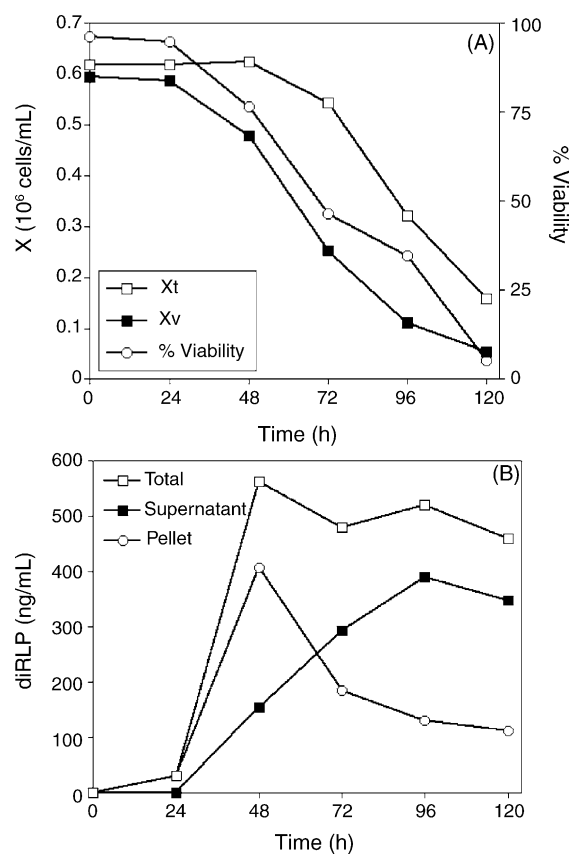 (A)
X (10⁶ cells/mL)
0.7
0.6
0.5
0.4
0.3
0.2
0.1
0
100
75
50
25
0
% Viability
Xt
Xv
% Viability
0 24 48 72 96 120
Time (h)
(B)
diRLP (ng/mL)
600
500
400
300
200
100
0
Total
Supernatant
Pellet
0 24 48 72 96 120
Time (h)